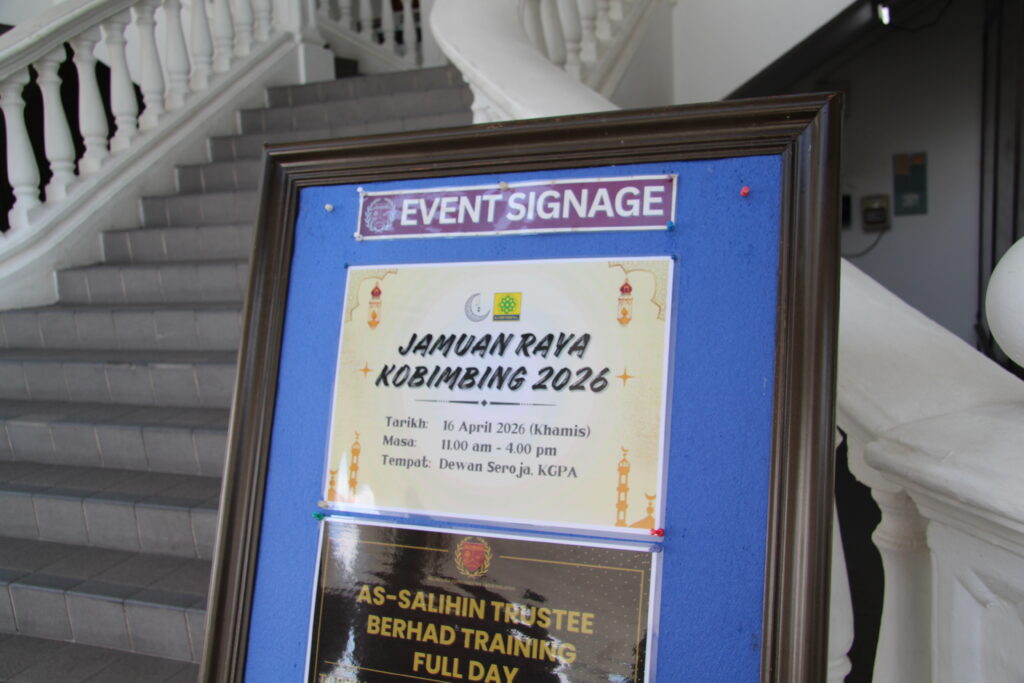 EVENT SIGNAGE
JAMUAN RAYA
KOBIMBING 2026
Tarikh: 16 April 2026 (Khamis)
Masa: 11.00 am - 4.00 pm
Tempat: Dewan Seroja, KGPA
AS-SALIHIN TRUSTEE
BERHAD TRAINING
FULL DAY